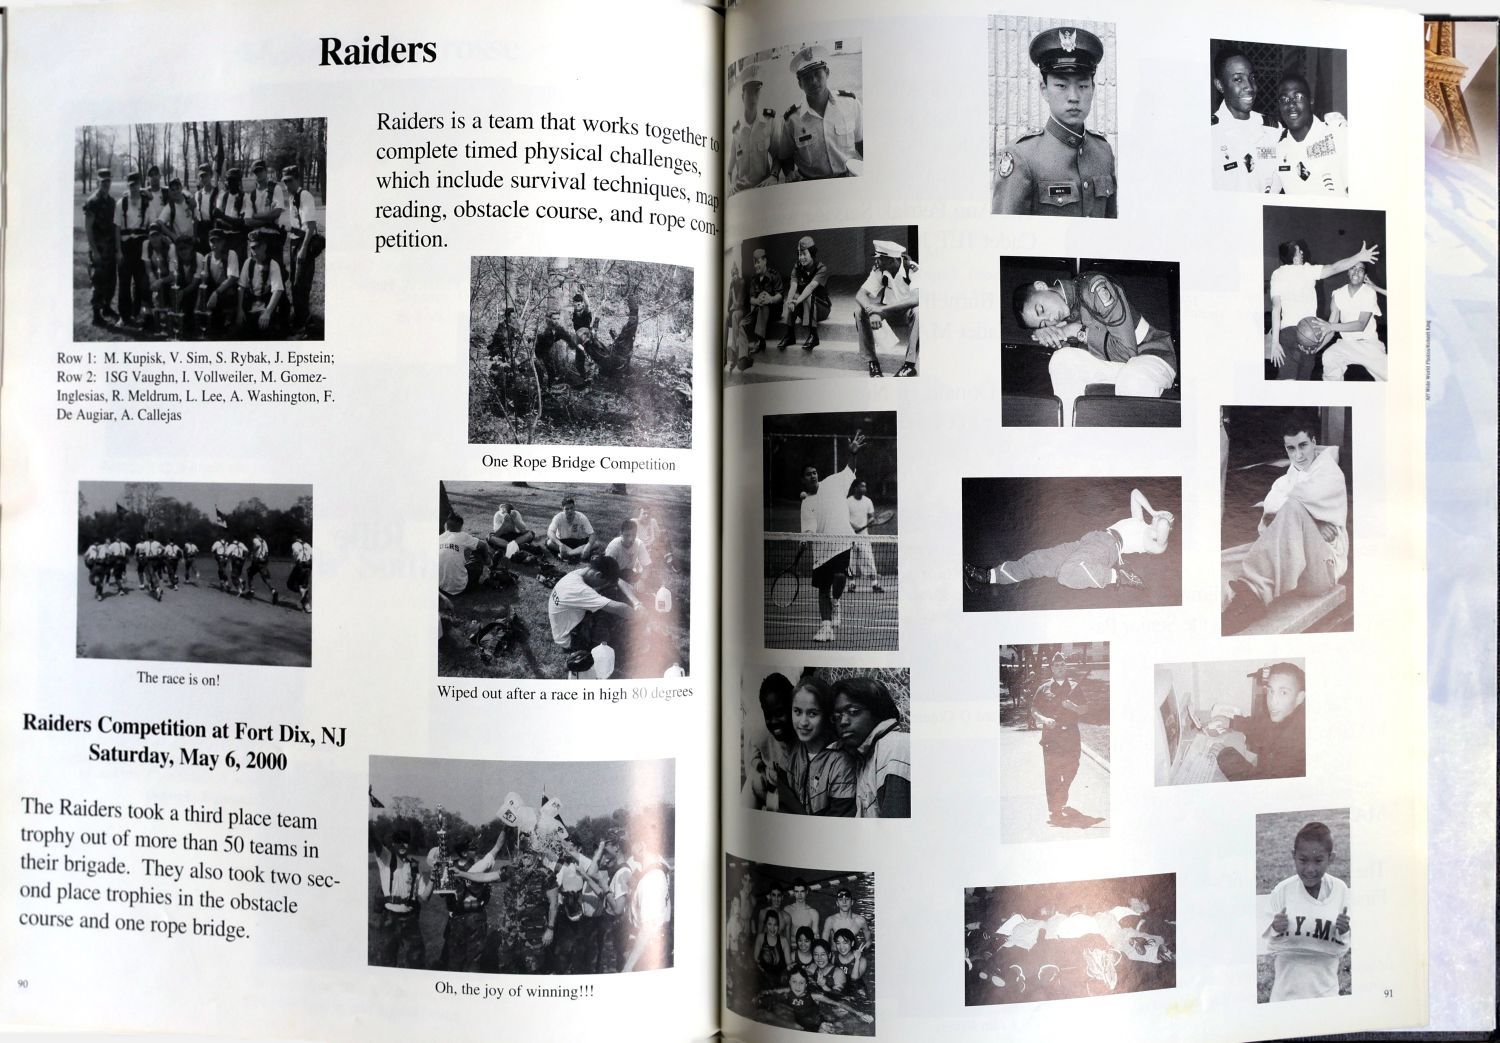 Raiders
Raiders is a team that works together to
complete timed physical challenges,
which include survival techniques, map
reading, obstacle course, and rope com-
petition.
Row 1: M. Kupisk, V. Sim, S. Rybak, J. Epstein;
Row 2: 1SG Vaughn, I. Vollweiler, M. Gomez-
Inglesias, R. Meldrum, L. Lee, A. Washington, F.
De Augiar, A. Callejas
One Rope Bridge Competition
The race is on!
Wiped out after a race in high 80 degrees
Raiders Competition at Fort Dix, NJ
Saturday, May 6, 2000
The Raiders took a third place team
trophy out of more than 50 teams in
their brigade. They also took two sec-
ond place trophies in the obstacle
course and one rope bridge.
Oh, the joy of winning!!!
90
Y.M.
91